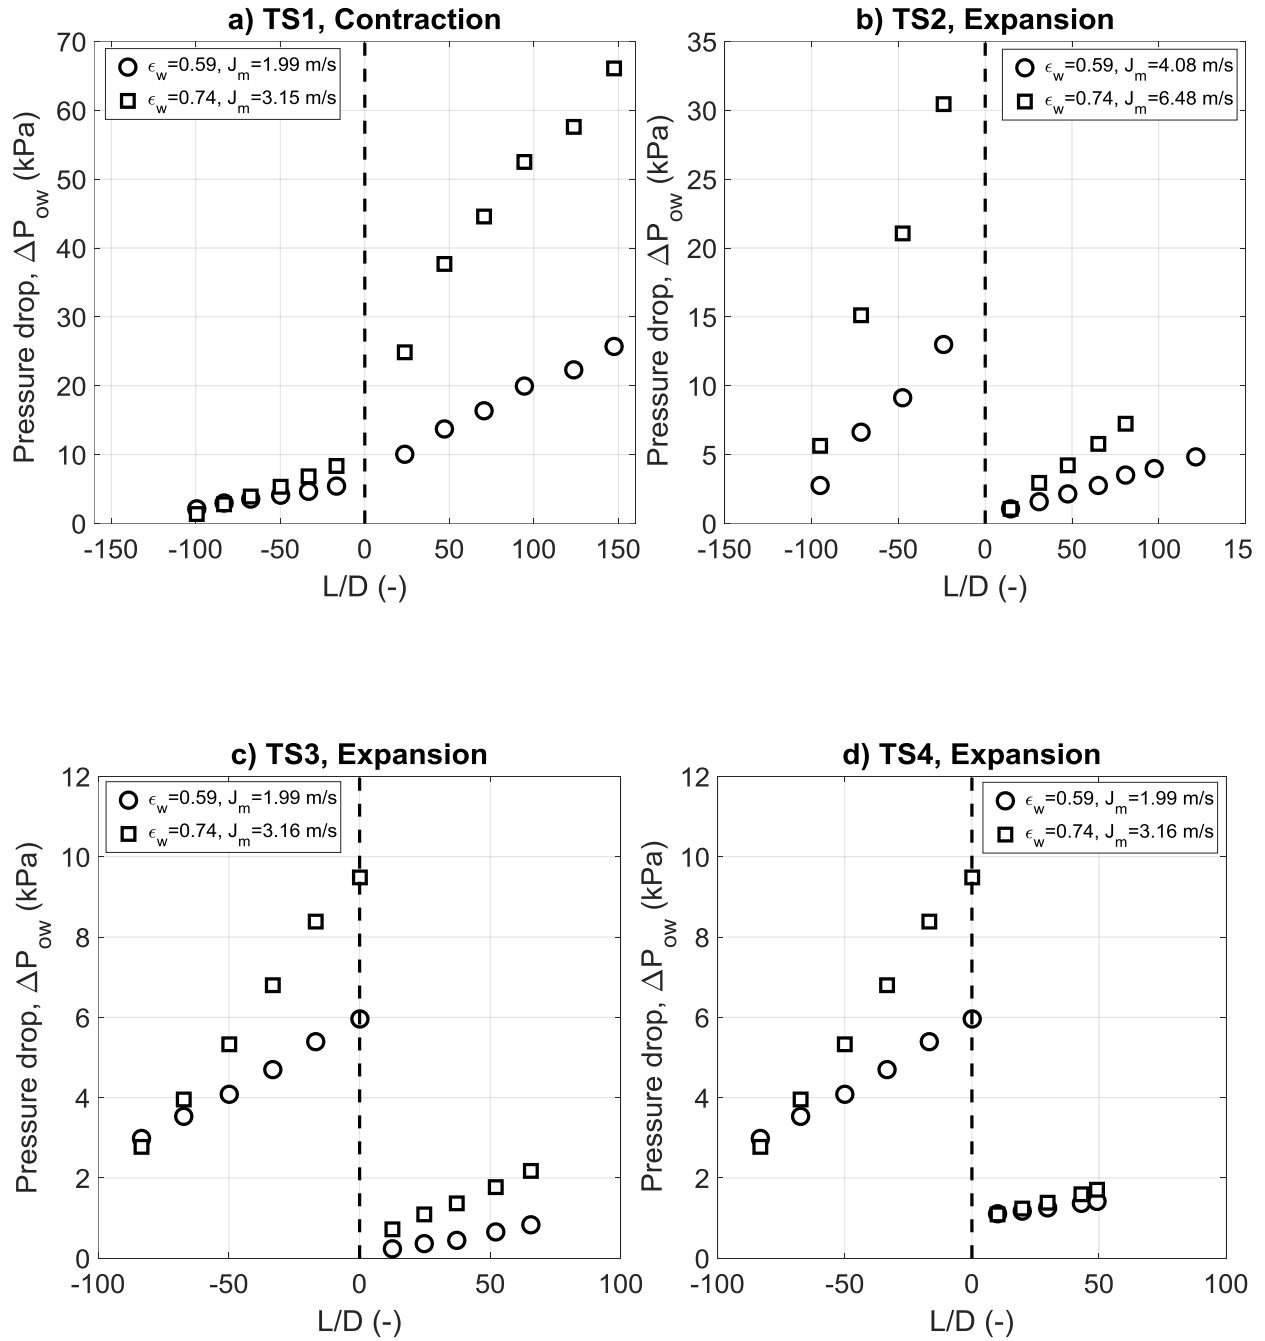 a) TS1, Contraction
ϵw=0.59, Jm=1.99 m/s
ϵw=0.74, Jm=3.15 m/s
70
60
50
40
30
20
10
0
-150 -100 -50 0 50 100 150
L/D (-)
Pressure drop, ΔPow (kPa)
b) TS2, Expansion
ϵw=0.59, Jm=4.08 m/s
ϵw=0.74, Jm=6.48 m/s
35
30
25
20
15
10
5
0
-150 -100 -50 0 50 100 15
L/D (-)
Pressure drop, ΔPow (kPa)
c) TS3, Expansion
ϵw=0.59, Jm=1.99 m/s
ϵw=0.74, Jm=3.16 m/s
12
10
8
6
4
2
0
-100 -50 0 50 100
L/D (-)
Pressure drop, ΔPow (kPa)
d) TS4, Expansion
ϵw=0.59, Jm=1.99 m/s
ϵw=0.74, Jm=3.16 m/s
12
10
8
6
4
2
0
-100 -50 0 50 100
L/D (-)
Pressure drop, ΔPow (kPa)